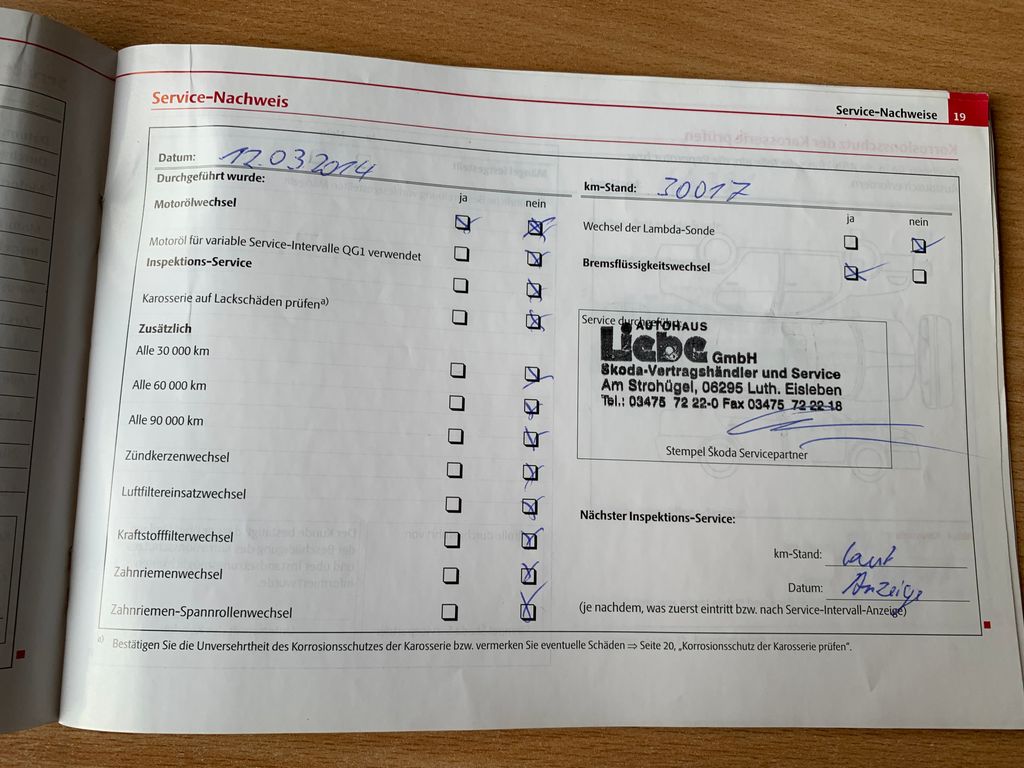 Service-Nachweis
Service-Nachweise 19
Datum: 12.03.2014
Durchgeführt wurde:
ja nein
Motorölwechsel
Motoröl für variable Service-Intervalle QG1 verwendet
Inspektions-Service
Karosserie auf Lackschäden prüfena)
Zusätzlich
Alle 30 000 km
Alle 60 000 km
Alle 90 000 km
Zündkerzenwechsel
Luftfiltereinsatzwechsel
Kraftstofffilterwechsel
Zahnriemenwechsel
Zahnriemen-Spannrollenwechsel
km-Stand: 30017
ja nein
Wechsel der Lambda-Sonde
Bremsflüssigkeitswechsel
Service durchgeführt
AUTOHAUS
Liebe GmbH
Skoda-Vertragshändler und Service
Am Strohügel, 06295 Luth. Eisleben
Tel.: 03475 72 22-0 Fax 03475 72 22 18
Stempel Škoda Servicepartner
Nächster Inspektions-Service:
km-Stand: laut
Datum: Anzeige
(je nachdem, was zuerst eintritt bzw. nach Service-Intervall-Anzeige)
a) Bestätigen Sie die Unversehrtheit des Korrosionsschutzes der Karosserie bzw. vermerken Sie eventuelle Schäden ⇒ Seite 20, „Korrosionsschutz der Karosserie prüfen".